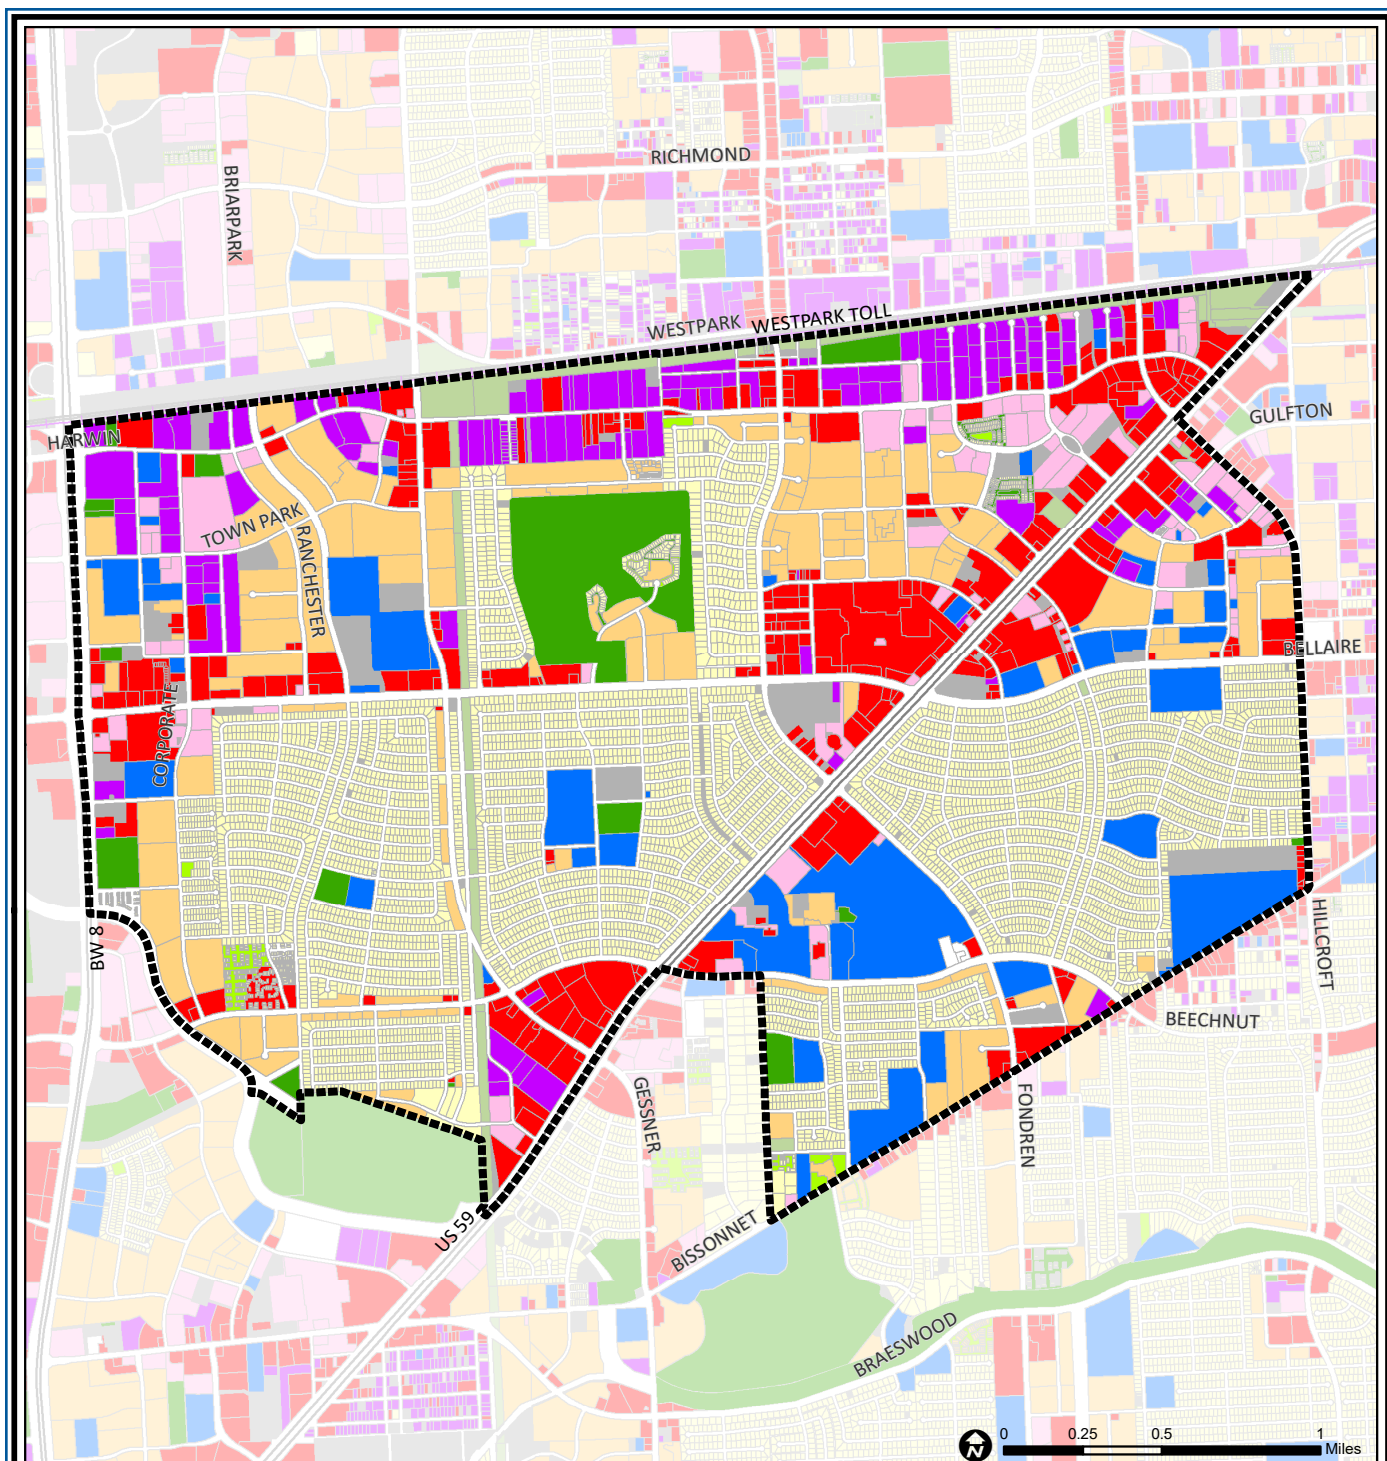 RICHMOND
BRIARPARK
WESTPARK
WESTPARK TOLL
GULFTON
HARWIN
TOWN PARK
RANCHESTER
BELLAIRE
CORPORATE
BW 8
HILLCROFT
BEECHNUT
GESSNER
FONDREN
US 59
BISSONNET
BRAESWOOD
N
0 0.25 0.5 1
Miles